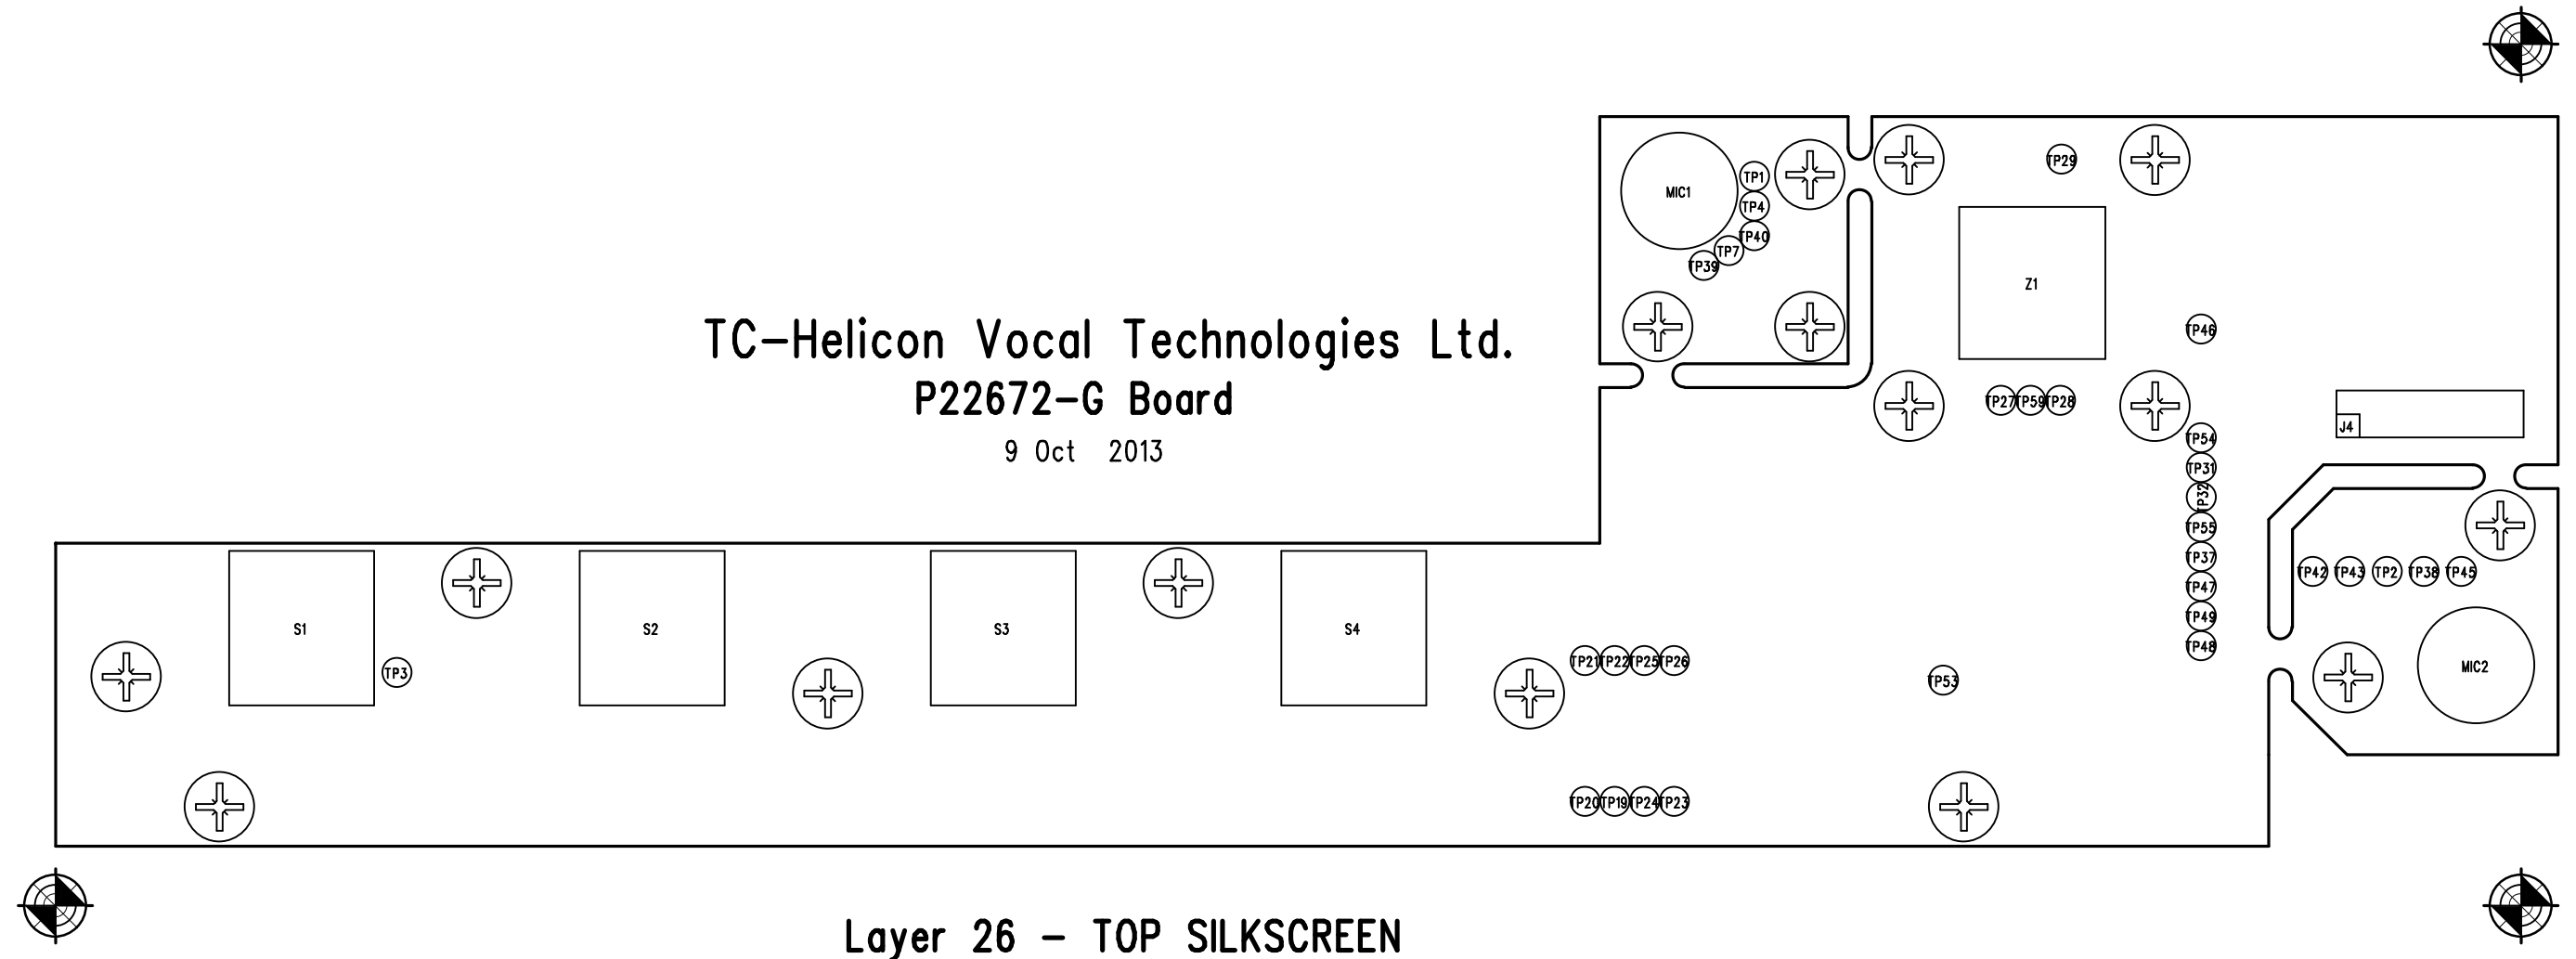 TP29
MIC1
TP1
TP4
TP40
TP7
TP39
Z1
TP46
TC-Helicon Vocal Technologies Ltd.
P22672-G Board
9 Oct 2013
TP27 TP59 TP28
J4
TP54
TP31
TP32
TP55
TP37
TP47
TP49
TP48
TP42 TP43 TP2 TP38 TP45
MIC2
S1 S2 S3 S4
TP3
TP21 TP22 TP25 TP26
TP53
TP20 TP19 TP24 TP23
Layer 26 - TOP SILKSCREEN